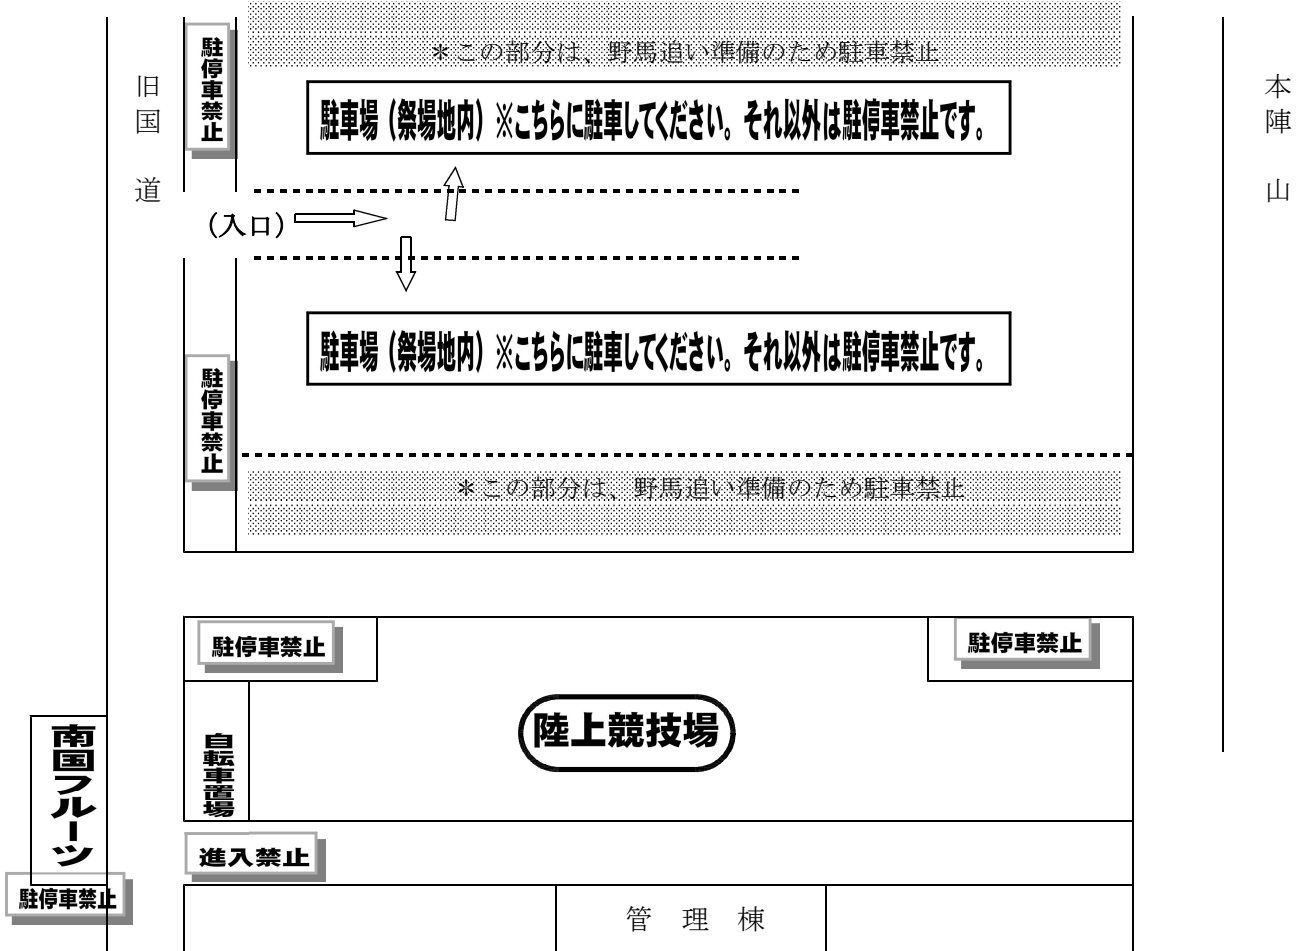 ＊この部分は、野馬追い準備のため駐車禁止
駐停車禁止
旧国　道
本陣　山
駐車場（祭場地内）※こちらに駐車してください。それ以外は駐停車禁止です。
（入口）
駐車場（祭場地内）※こちらに駐車してください。それ以外は駐停車禁止です。
駐停車禁止
＊この部分は、野馬追い準備のため駐車禁止
駐停車禁止
駐停車禁止
陸上競技場
自転車置場
南国フルーツ
進入禁止
駐停車禁止
管　理　棟